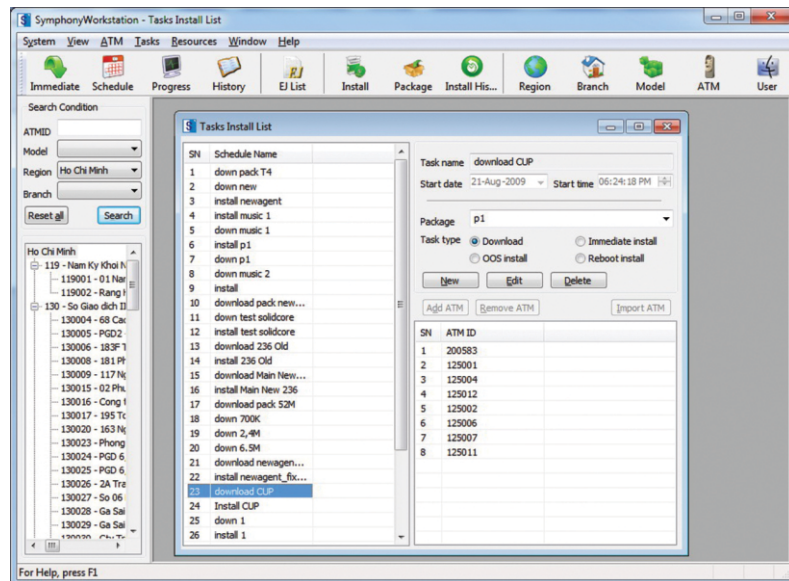 SymphonyWorkstation - Tasks Install List
System View ATM Tasks Resources Window Help
Immediate Schedule Progress History EJ List Install Package Install His... Region Branch Model ATM User
Search Condition
ATMID
Model
Region Ho Chi Minh
Branch
Reset all Search
Ho Chi Minh
119 - Nam Ky Khoi N
119001 - 01 Nar
119002 - Rang
130 - So Giao dich II
130004 - 68 Cac
130005 - PGD2
130006 - 183F T
130008 - 181 Ph
130009 - 117 Ng
130015 - 02 Phu
130016 - Cong
130017 - 195 Tc
130020 - 163 Ng
130023 - Phong
130024 - PGD 6
130025 - PGD 6
130026 - 2A Tra
130027 - So 06
130028 - Ga Sai
130029 - Ga Sai
Tasks Install List
SN Schedule Name
1 down pack T4
2 down new
3 install newagent
4 install music 1
5 down music 1
6 install p1
7 down p1
8 down music 2
9 install
10 download pack new...
11 down test solidcore
12 install test solidcore
13 download 236 Old
14 install 236 Old
15 download Main New...
16 install Main New 236
17 download pack 52M
18 down 700K
19 down 2,4M
20 down 6.5M
21 download newagen...
22 install newagent_fix...
23 download CUP
24 Install CUP
25 down 1
26 install 1
Task name download CUP
Start date 21-Aug-2009 Start time 06:24:18 PM
Package p1
Task type Download Immediate install
OOS install Reboot install
New Edit Delete
Add ATM Remove ATM Import ATM
SN ATM ID
1 200583
2 125001
3 125004
4 125012
5 125002
6 125006
7 125007
8 125011
For Help, press F1